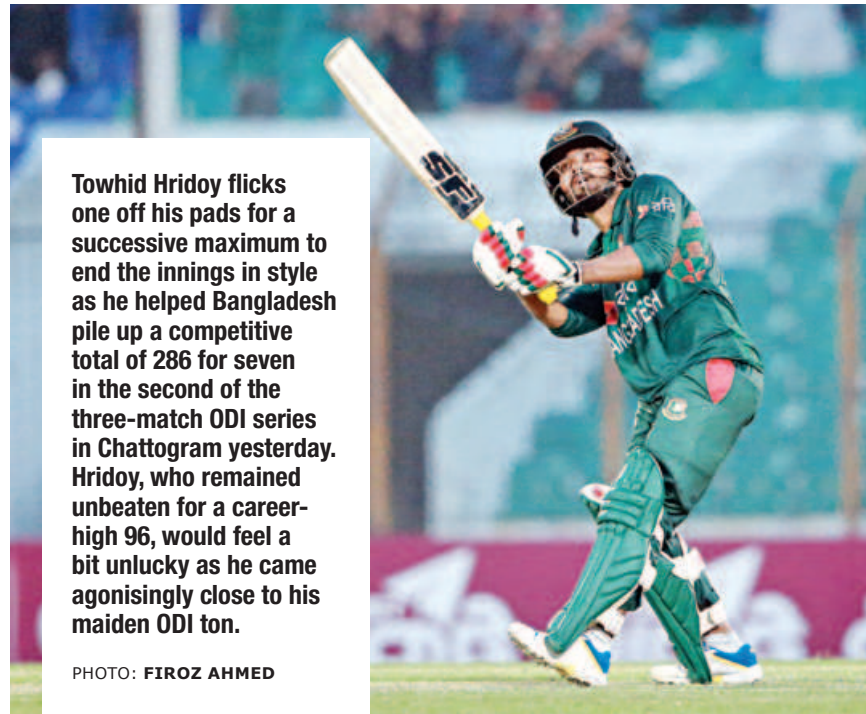 Towhid Hridoy flicks
one off his pads for a
successive maximum to
end the innings in style
as he helped Bangladesh
pile up a competitive
total of 286 for seven
in the second of the
three-match ODI series
in Chattogram yesterday.
Hridoy, who remained
unbeaten for a career-
high 96, would feel a
bit unlucky as he came
agonisingly close to his
maiden ODI ton.
PHOTO: FIROZ AHMED
SF
রবি